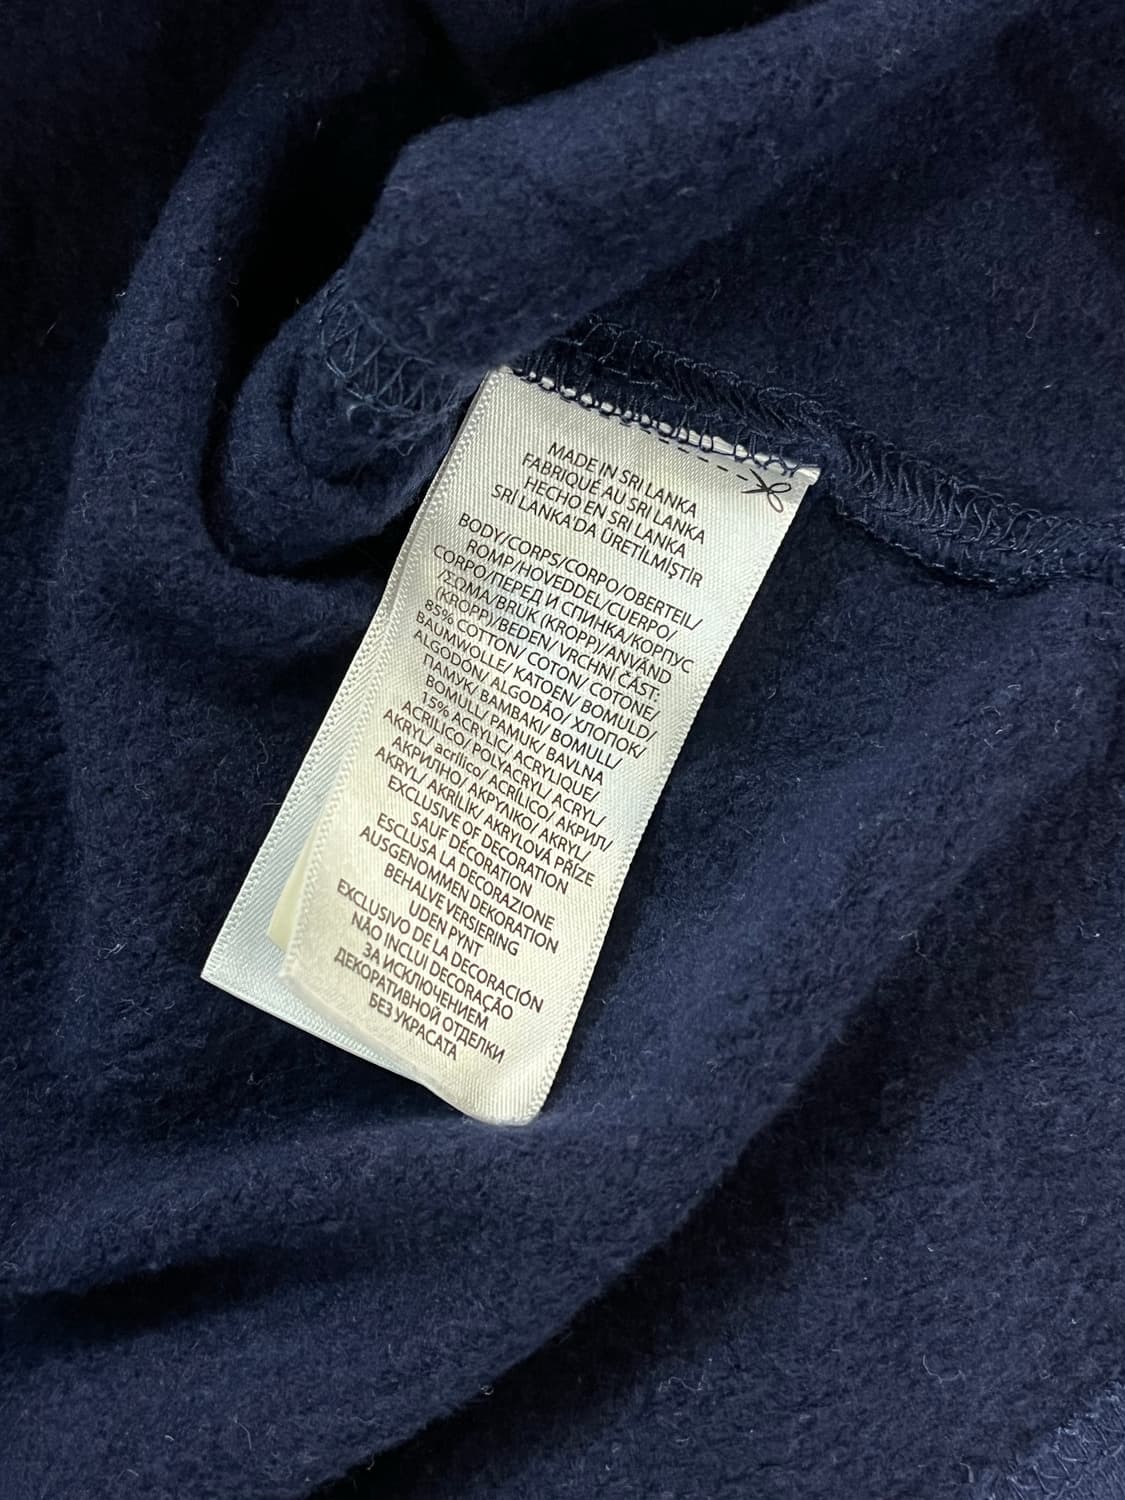 MADE IN SRI LANKA
FABRIQUÉ AU SRI LANKA
HECHO EN SRI LANKA
SRİ LANKA'DA ÜRETİLMİŞTİR
BODY/CORPS/CORPO/OBERTEIL/
ROMP/HOVEDDEL/CUERPO/
CORPO/ПЕРЕД И СПИНКА/КОРПУС
/ΣΩΜΑ/BRUK (KROPP)/ANVÄND
(KROPP)/BEDEN/ VRCHNÍ ČÁST:
85% COTTON/ COTON/ COTONE/
BAUMWOLLE/ KATOEN/ BOMULD/
ALGODÓN/ ALGODÃO/ ХЛОПОК/
ПАМУК/ ΒΑΜΒΑΚΙ/ BOMULL/
BOMULL/ PAMUK/ BAVLNA
15% ACRYLIC/ ACRYLIQUE/
ACRILICO/ POLYACRYL/ ACRYL/
AKRYL/ acrílico/ ACRÍLICO/ АКРИЛ/
АКРИЛНО/ ΑΚΡΥΛΙΚΟ/ AKRYL/
AKRYL/ AKRİLİK/ AKRYLOVÁ PŘÍZE
EXCLUSIVE OF DECORATION
SAUF DÉCORATION
ESCLUSA LA DECORAZIONE
AUSGENOMMEN DEKORATION
BEHALVE VERSIERING
UDEN PYNT
EXCLUSIVO DE LA DECORACIÓN
NÃO INCLUI DECORAÇÃO
ЗА ИСКЛЮЧЕНИЕМ
ДЕКОРАТИВНОЙ ОТДЕЛКИ
БЕЗ УКРАСАТА